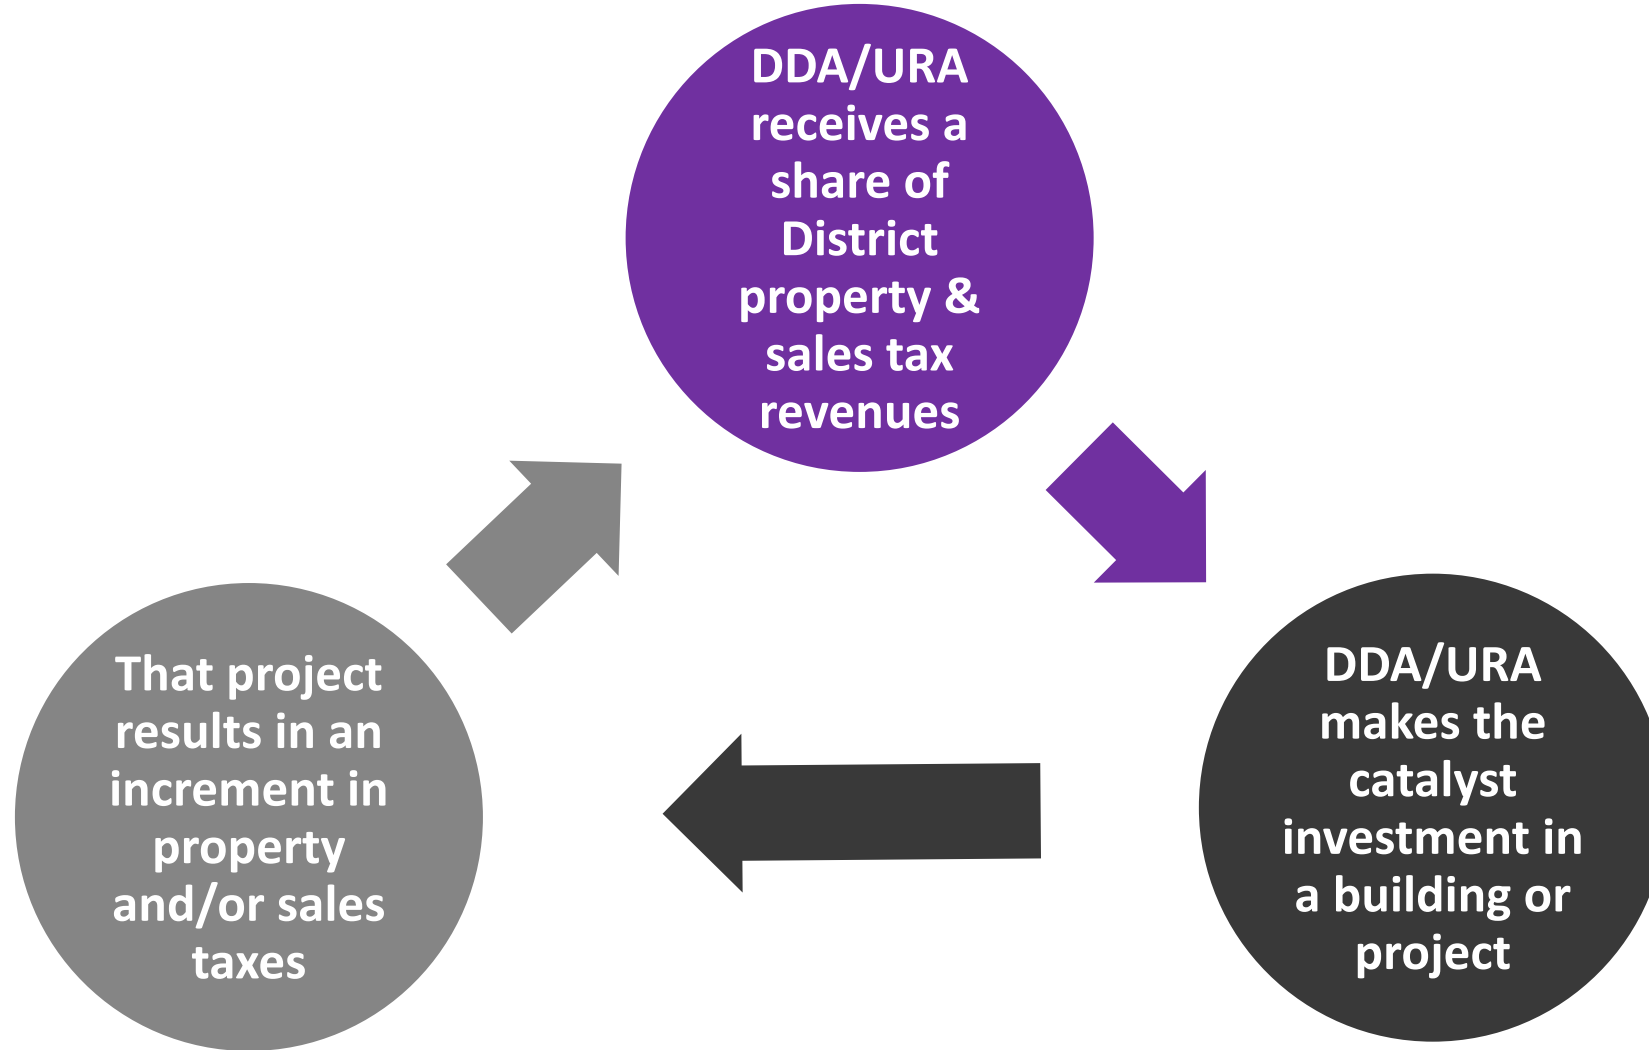 DDA/URA
receives a
share of
District
property &
sales tax
revenues
DDA/URA
makes the
catalyst
investment in
a building or
project
That project
results in an
increment in
property
and/or sales
taxes